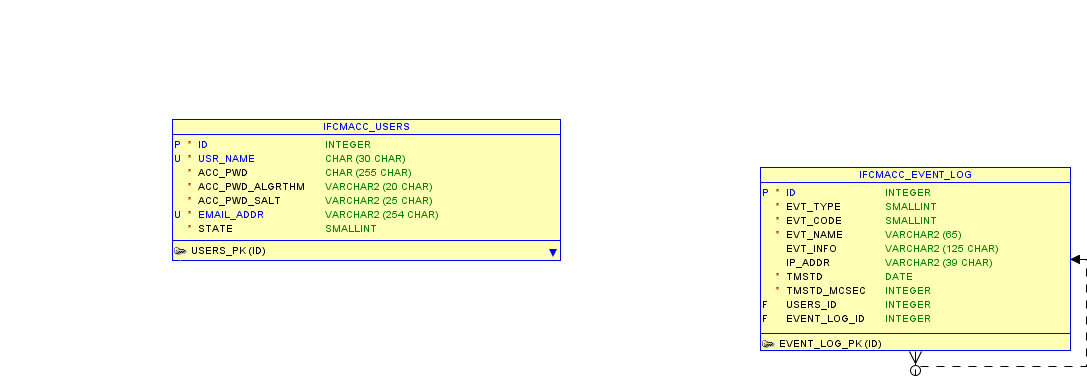 IFCMACC_USERS
P * ID INTEGER
U * USR_NAME CHAR (30 CHAR)
* ACC_PWD CHAR (255 CHAR)
* ACC_PWD_ALGRTHM VARCHAR2 (20 CHAR)
* ACC_PWD_SALT VARCHAR2 (25 CHAR)
U * EMAIL_ADDR VARCHAR2 (254 CHAR)
* STATE SMALLINT
USERS_PK (ID)
IFCMACC_EVENT_LOG
P * ID INTEGER
* EVT_TYPE SMALLINT
* EVT_CODE SMALLINT
* EVT_NAME VARCHAR2 (65)
EVT_INFO VARCHAR2 (125 CHAR)
IP_ADDR VARCHAR2 (39 CHAR)
* TMSTD DATE
* TMSTD_MCSEC INTEGER
F USERS_ID INTEGER
F EVENT_LOG_ID INTEGER
EVENT_LOG_PK (ID)